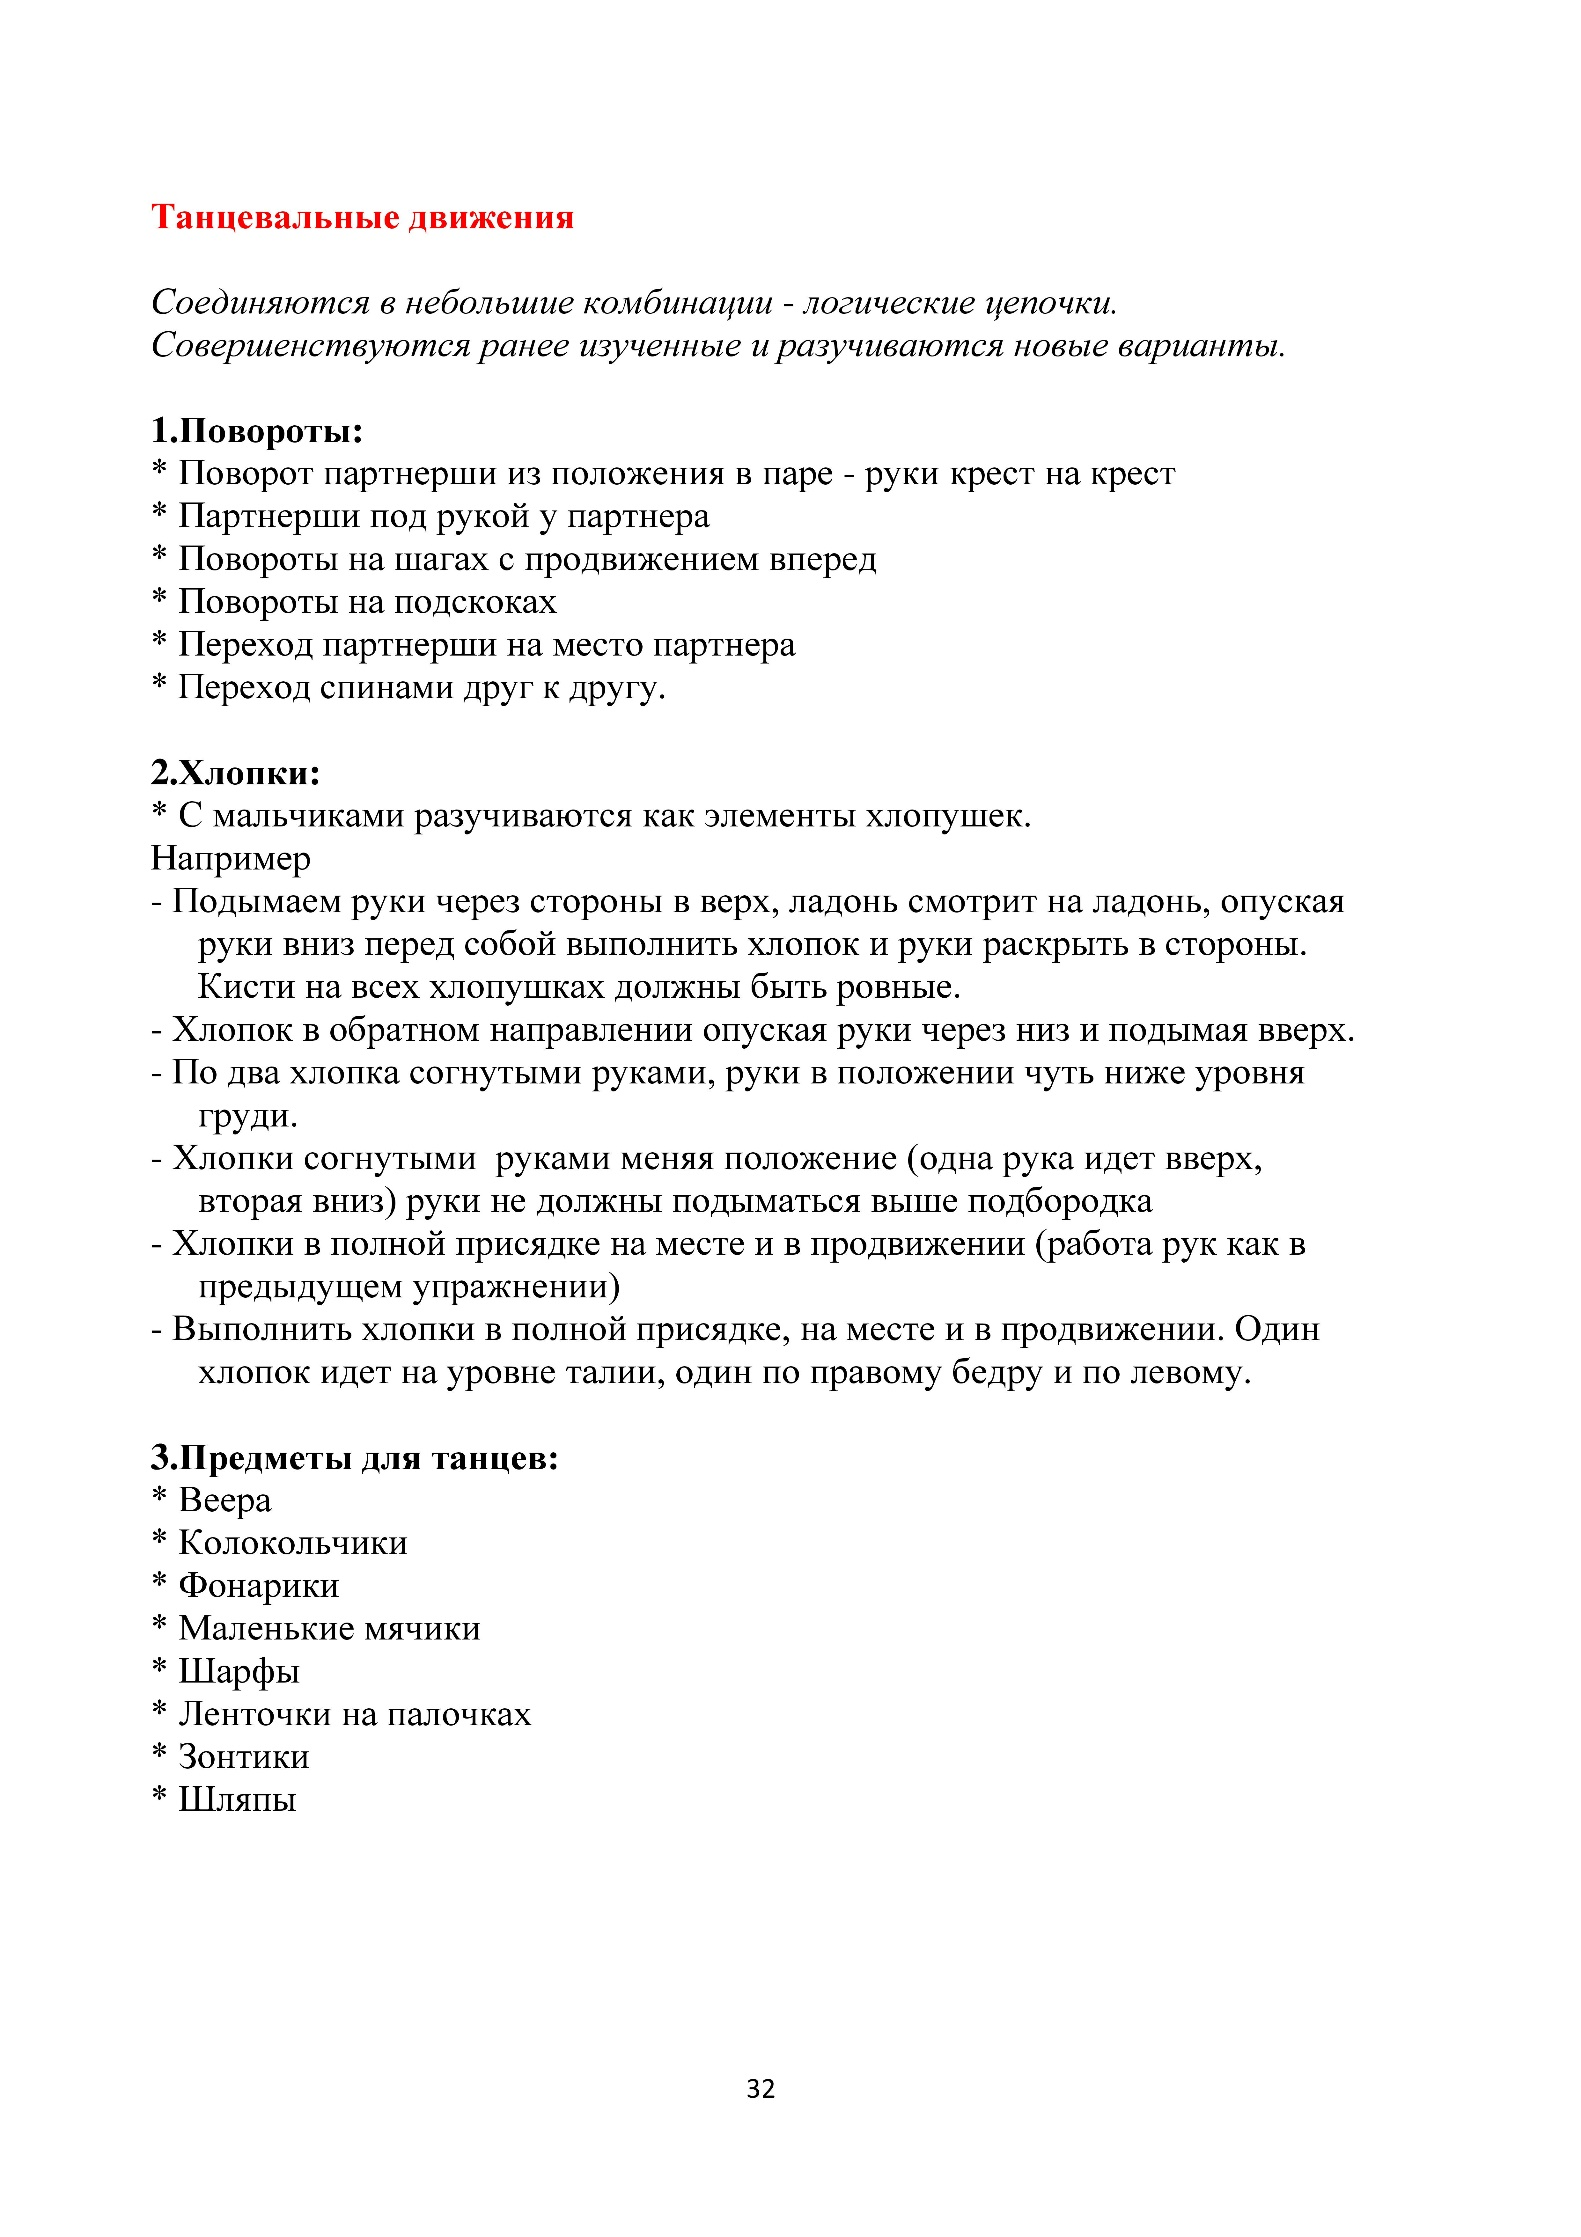 Танцевальные движения
Соединяются в небольшие комбинации - логические цепочки.
Совершенствуются ранее изученные и разучиваются новые варианты.
1.Повороты:
* Поворот партнерши из положения в паре - руки крест на крест
* Партнерши под рукой у партнера
* Повороты на шагах с продвижением вперед
* Повороты на подскоках
* Переход партнерши на место партнера
* Переход спинами друг к другу.
2.Хлопки:
* С мальчиками разучиваются как элементы хлопушек.
Например
- Подымаем руки через стороны в верх, ладонь смотрит на ладонь, опуская
руки вниз перед собой выполнить хлопок и руки раскрыть в стороны.
Кисти на всех хлопушках должны быть ровные.
- Хлопок в обратном направлении опуская руки через низ и подымая вверх.
- По два хлопка согнутыми руками, руки в положении чуть ниже уровня
груди.
- Хлопки согнутыми  руками меняя положение (одна рука идет вверх,
вторая вниз) руки не должны подыматься выше подбородка
- Хлопки в полной присядке на месте и в продвижении (работа рук как в
предыдущем упражнении)
- Выполнить хлопки в полной присядке, на месте и в продвижении. Один
хлопок идет на уровне талии, один по правому бедру и по левому.
3.Предметы для танцев:
* Веера
* Колокольчики
* Фонарики
* Маленькие мячики
* Шарфы
* Ленточки на палочках
* Зонтики
* Шляпы
32